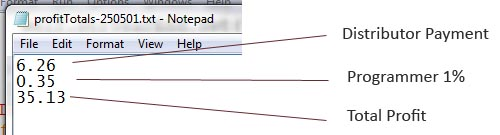 profitTotals-250501.txt - Notepad
File Edit Format View Help
6.26
0.35
35.13
Distributor Payment
Programmer 1%
Total Profit